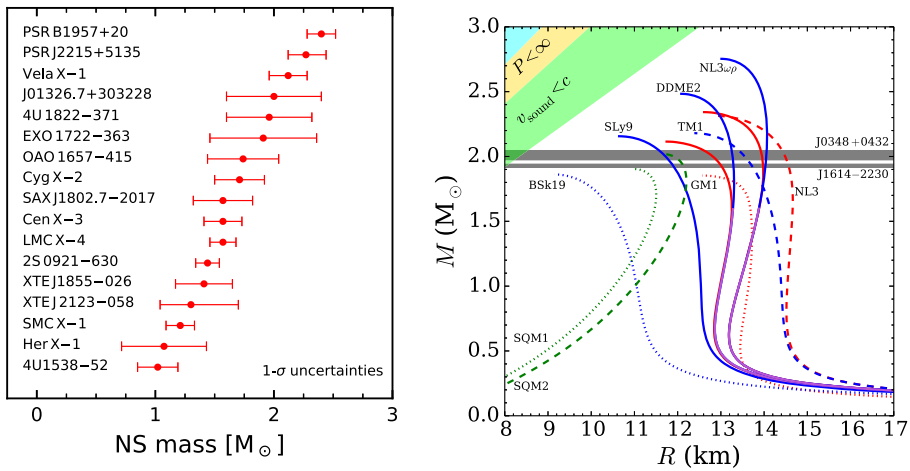 PSR B1957+20
PSR J2215+5135
Vela X−1
J01326.7+303228
4U 1822−371
EXO 1722−363
OAO 1657−415
Cyg X−2
SAX J1802.7−2017
Cen X−3
LMC X−4
2S 0921−630
XTE J1855−026
XTE J2123−058
SMC X−1
Her X−1
4U1538−52
1-σ uncertainties
0 1 2 3
NS mass [M⊙]
3.0
2.5
2.0
1.5
1.0
0.5
0.0
M (M⊙)
P<∞
v_sound<c
NL3ωρ
DDME2
SLy9
TM1
J0348+0432
J1614−2230
BSk19
GM1
NL3
SQM1
SQM2
8 9 10 11 12 13 14 15 16 17
R (km)